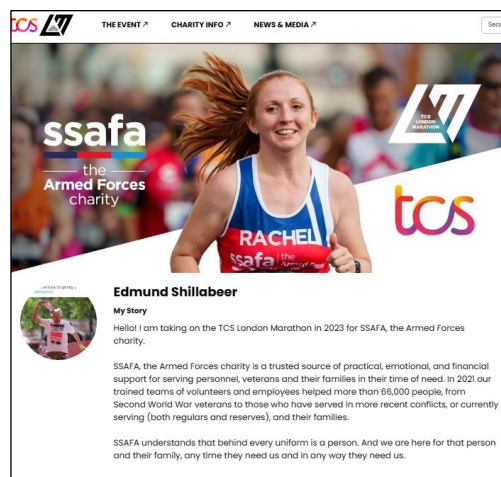 tcs
THE EVENT ↗ CHARITY INFO ↗ NEWS & MEDIA ↗
ssafa
the
Armed Forces
charity
TCS
LONDON
MARATHON
tcs
RACHEL
ssafa the
Armed
Edmund Shillabeer
My Story
Hello! I am taking on the TCS London Marathon in 2023 for SSAFA, the Armed Forces
charity.
SSAFA, the Armed Forces charity is a trusted source of practical, emotional, and financial
support for serving personnel, veterans and their families in their time of need. In 2021 our
trained teams of volunteers and employees helped more than 66,000 people, from
Second World War veterans to those who have served in more recent conflicts, or currently
serving (both regulars and reserves), and their families.
SSAFA understands that behind every uniform is a person. And we are here for that person
and their family, any time they need us and in any way they need us.